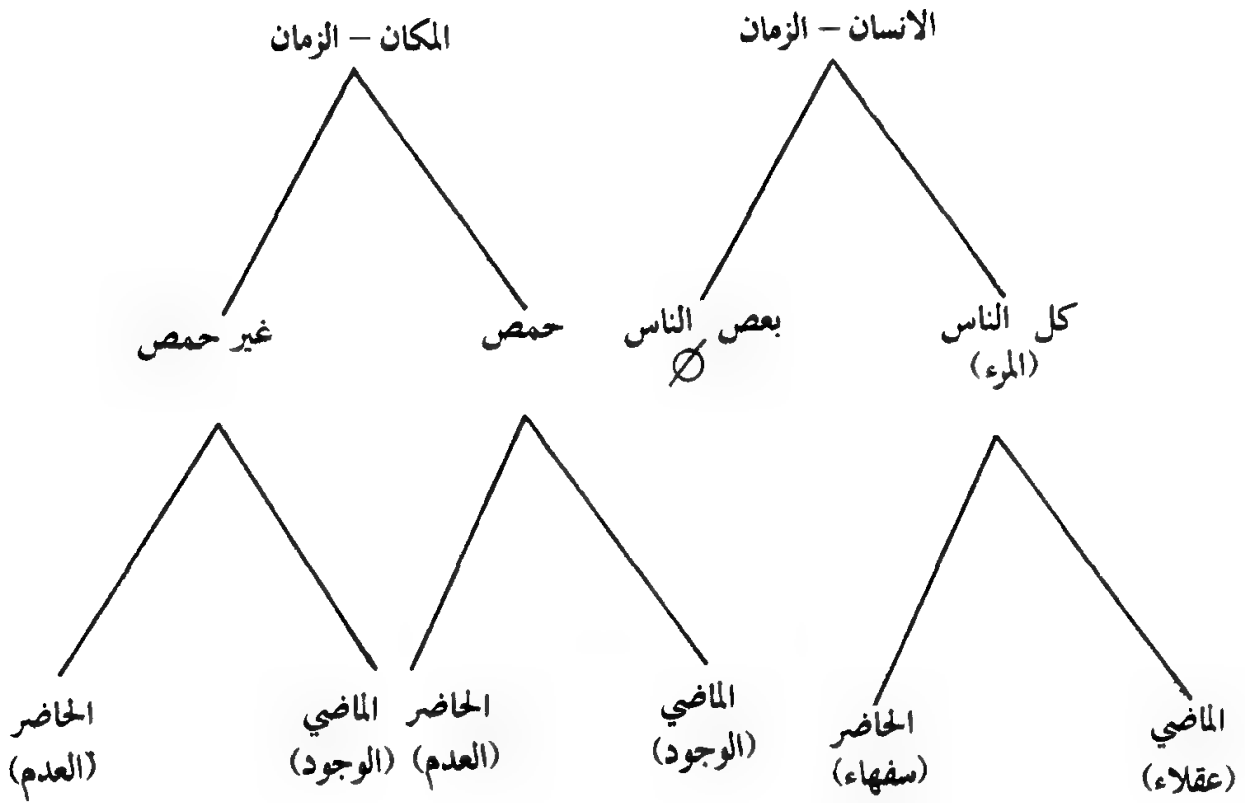 الانسان – الزمان
المكان – الزمان
كل الناس
(المرء)
بعص الناس
Ø
حمص
غير حمص
الماضي
(عقلاء)
الحاضر
(سفهاء)
الماضي
(الوجود)
الحاضر
(العدم)
الماضي
(الوجود)
الحاضر
(العدم)